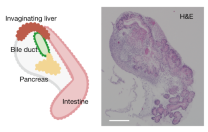 Invaginating liver
Bile duct
Pancreas
Intestine
H&E